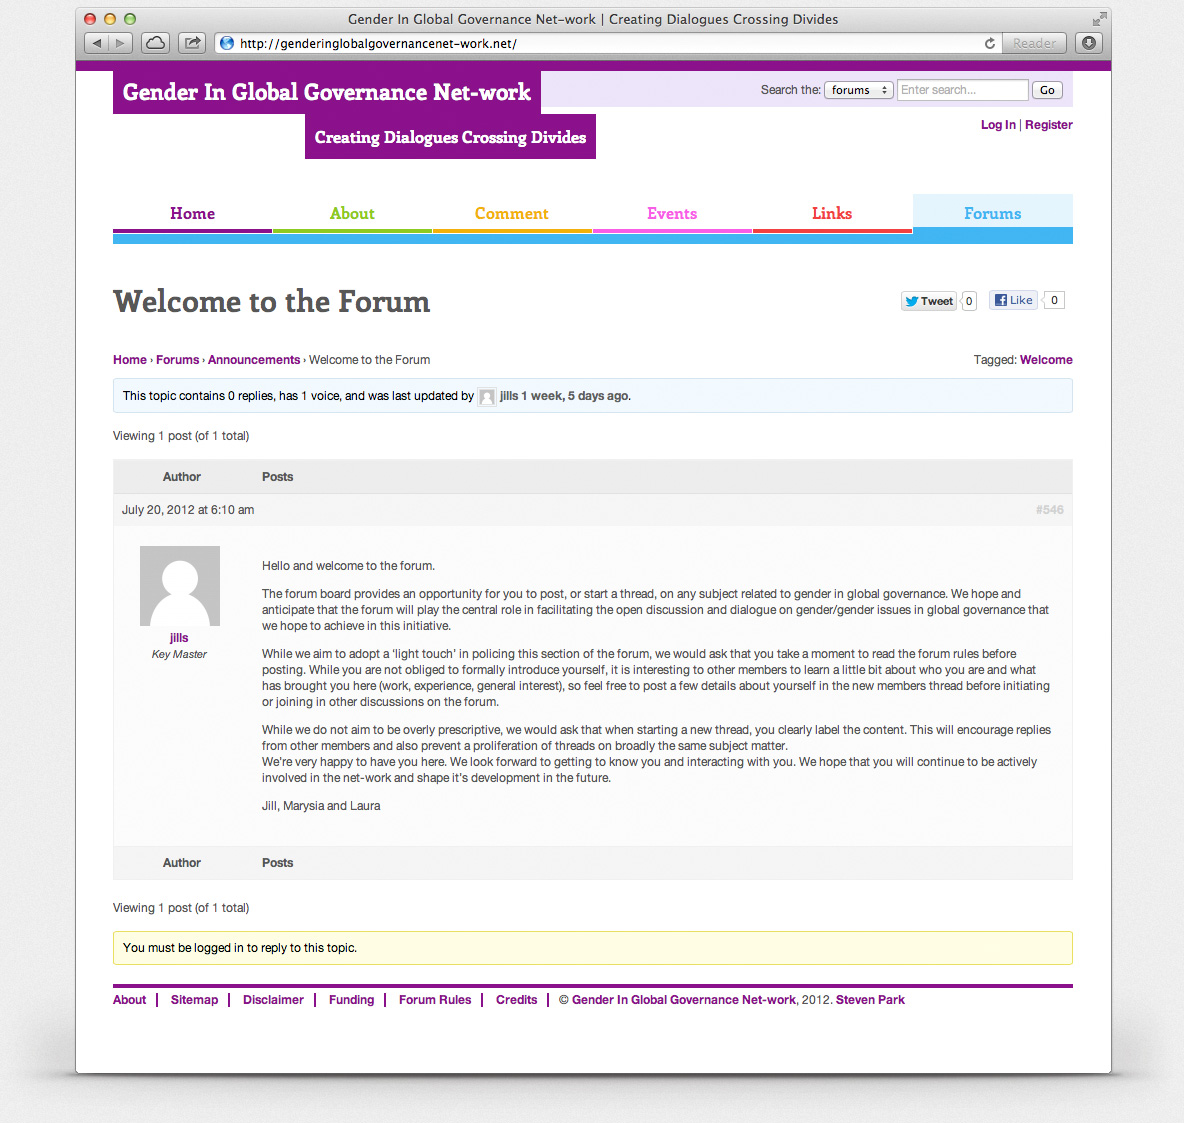 Gender In Global Governance Net-work | Creating Dialogues Crossing Divides
http://genderinglobalgovernancenet-work.net/
Reader
Gender In Global Governance Net-work
Search the: forums Enter search... Go
Creating Dialogues Crossing Divides
Log In | Register
Home About Comment Events Links Forums
Welcome to the Forum
Tweet 0 Like 0
Home › Forums › Announcements › Welcome to the Forum
Tagged: Welcome
This topic contains 0 replies, has 1 voice, and was last updated by jills 1 week, 5 days ago.
Viewing 1 post (of 1 total)
Author Posts
July 20, 2012 at 6:10 am #546
jills
Key Master
Hello and welcome to the forum.
The forum board provides an opportunity for you to post, or start a thread, on any subject related to gender in global governance. We hope and
anticipate that the forum will play the central role in facilitating the open discussion and dialogue on gender/gender issues in global governance that
we hope to achieve in this initiative.
While we aim to adopt a ‘light touch’ in policing this section of the forum, we would ask that you take a moment to read the forum rules before
posting. While you are not obliged to formally introduce yourself, it is interesting to other members to learn a little bit about who you are and what
has brought you here (work, experience, general interest), so feel free to post a few details about yourself in the new members thread before initiating
or joining in other discussions on the forum.
While we do not aim to be overly prescriptive, we would ask that when starting a new thread, you clearly label the content. This will encourage replies
from other members and also prevent a proliferation of threads on broadly the same subject matter.
We’re very happy to have you here. We look forward to getting to know you and interacting with you. We hope that you will continue to be actively
involved in the net-work and shape it’s development in the future.
Jill, Marysia and Laura
Author Posts
Viewing 1 post (of 1 total)
You must be logged in to reply to this topic.
About | Sitemap | Disclaimer | Funding | Forum Rules | Credits | © Gender In Global Governance Net-work, 2012. Steven Park